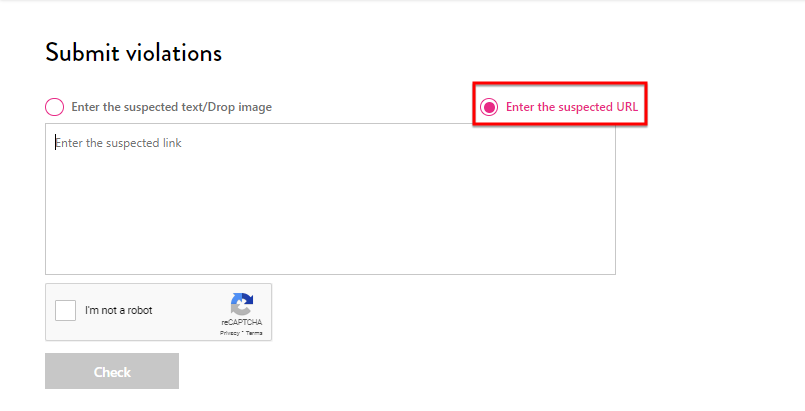 Submit violations
Enter the suspected text/Drop image
Enter the suspected URL
Enter the suspected link
I'm not a robot
reCAPTCHA
Privacy - Terms
Check